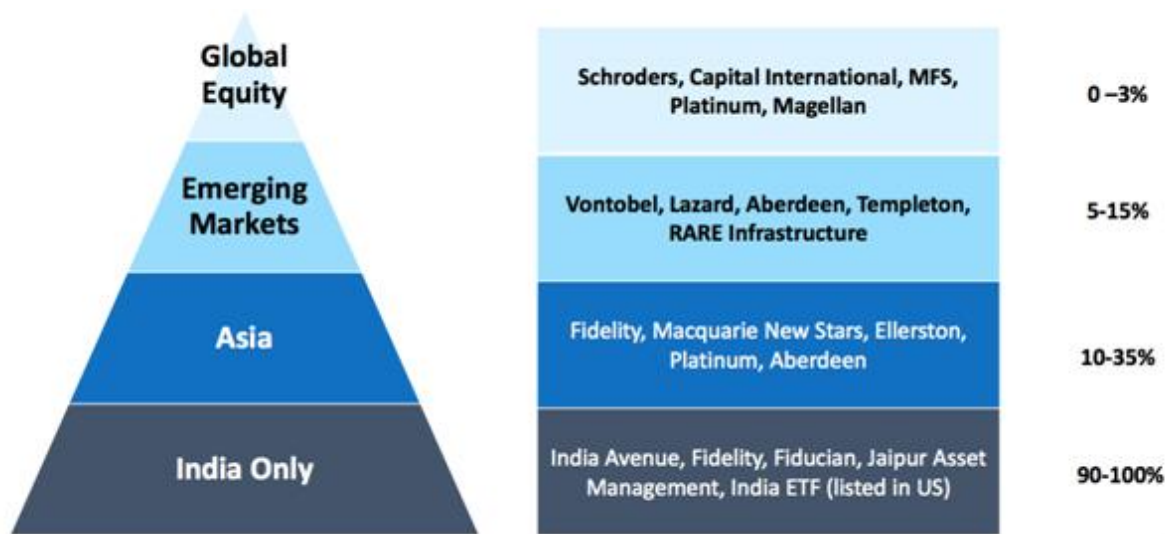 Global
Equity
Schroders, Capital International, MFS,
Platinum, Magellan
0 –3%
Emerging
Markets
Vontobel, Lazard, Aberdeen, Templeton,
RARE Infrastructure
5-15%
Asia
Fidelity, Macquarie New Stars, Ellerston,
Platinum, Aberdeen
10-35%
India Only
India Avenue, Fidelity, Fiducian, Jaipur Asset
Management, India ETF (listed in US)
90-100%